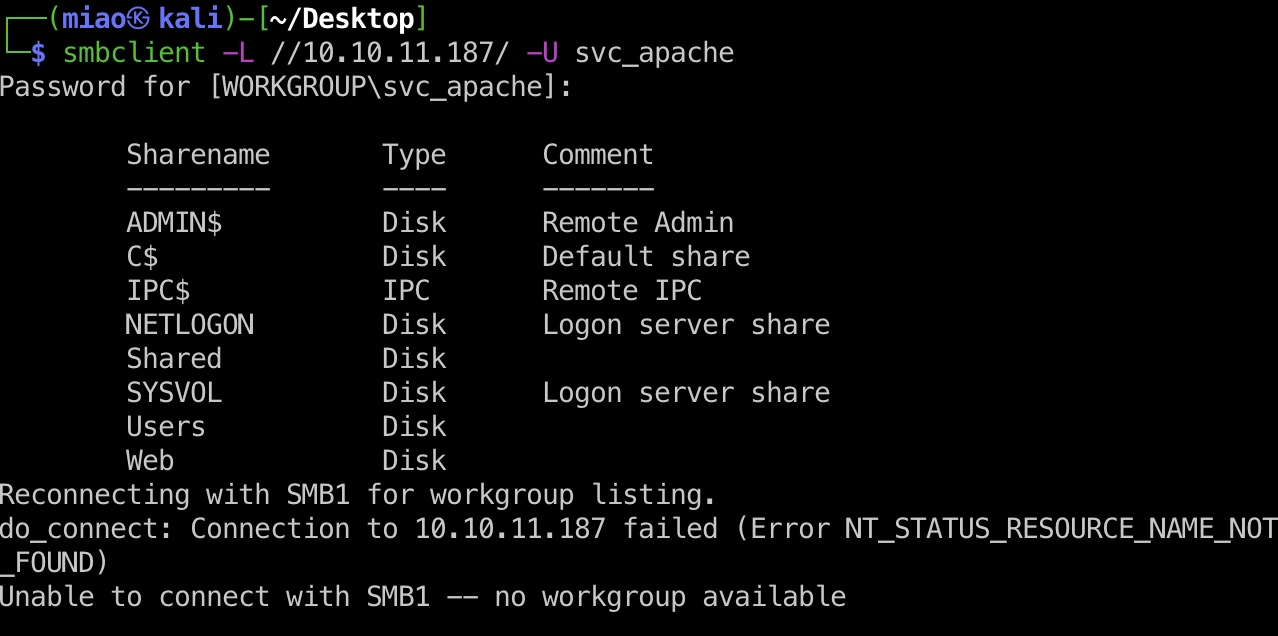 ┌──(miao㉿kali)-[~/Desktop]
└─$ smbclient -L //10.10.11.187/ -U svc_apache
Password for [WORKGROUP\svc_apache]:
Sharename Type Comment
--------- ---- -------
ADMIN$ Disk Remote Admin
C$ Disk Default share
IPC$ IPC Remote IPC
NETLOGON Disk Logon server share
Shared Disk
SYSVOL Disk Logon server share
Users Disk
Web Disk
Reconnecting with SMB1 for workgroup listing.
do_connect: Connection to 10.10.11.187 failed (Error NT_STATUS_RESOURCE_NAME_NOT
_FOUND)
Unable to connect with SMB1 -- no workgroup available